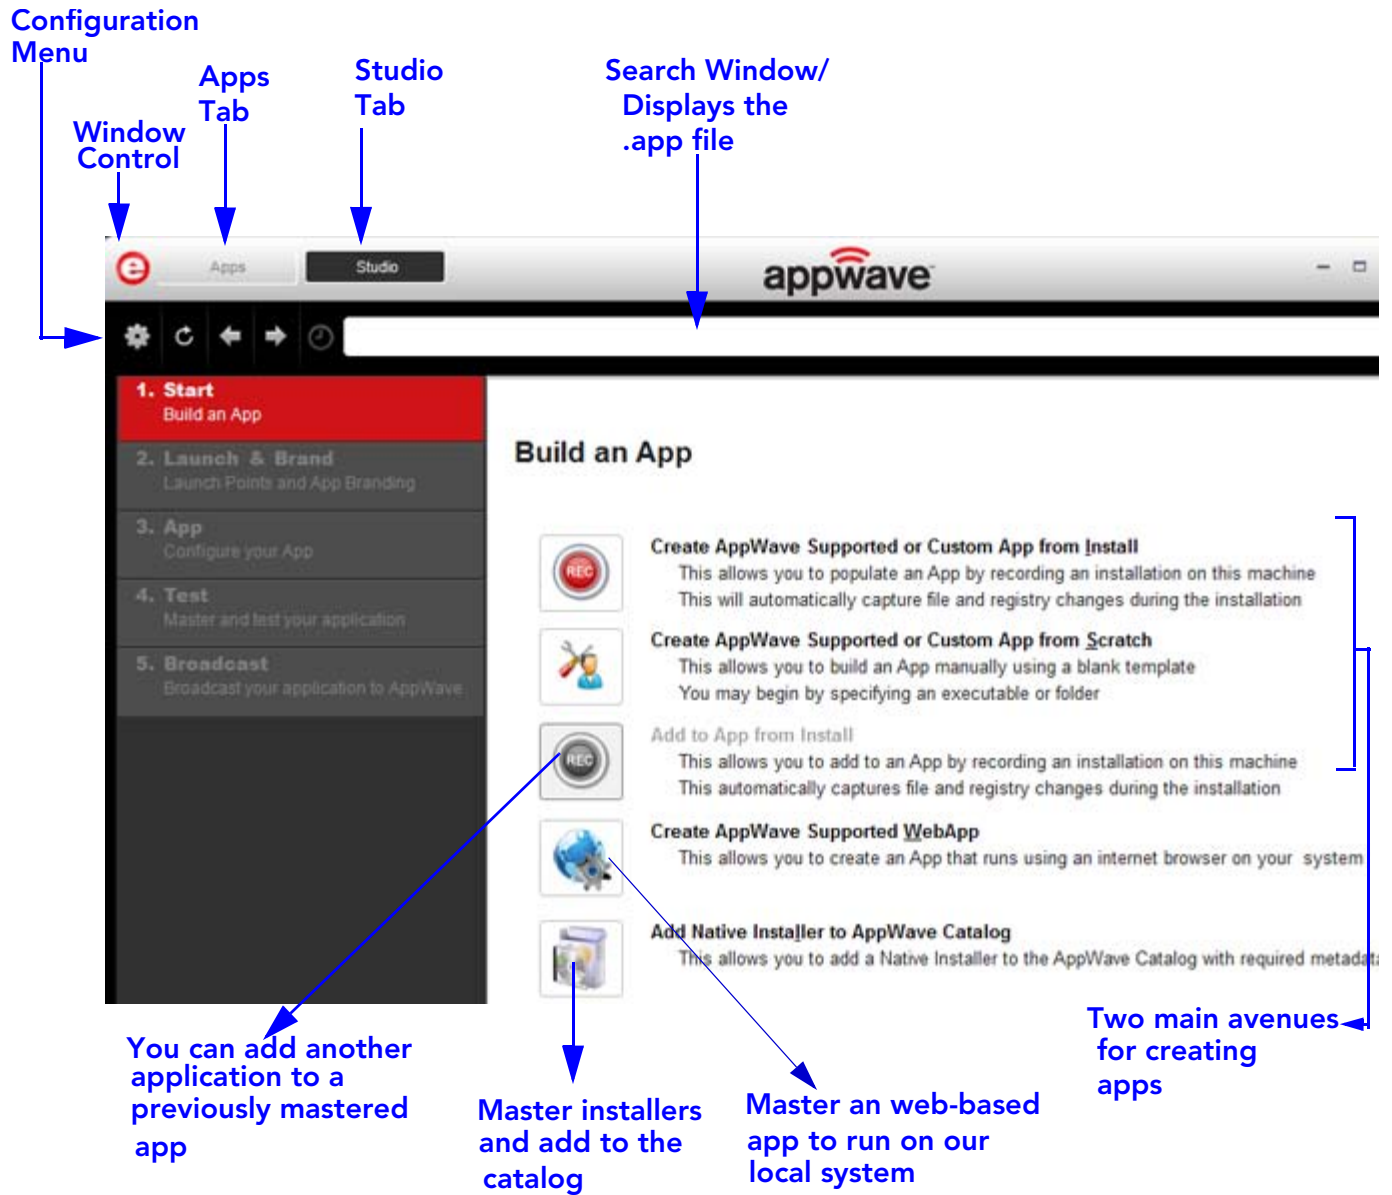 Configuration
Menu
Apps
Tab
Studio
Tab
Search Window/
Displays the
.app file
Window
Control
e
Apps
Studio
appwave
1. Start
Build an App
2. Launch & Brand
Launch Points and App Branding
3. App
Configure your App
4. Test
Master and test your application
5. Broadcast
Broadcast your application to AppWave
Build an App
REC
Create AppWave Supported or Custom App from Install
This allows you to populate an App by recording an installation on this machine
This will automatically capture file and registry changes during the installation
Create AppWave Supported or Custom App from Scratch
This allows you to build an App manually using a blank template
You may begin by specifying an executable or folder
REC
Add to App from Install
This allows you to add to an App by recording an installation on this machine
This automatically captures file and registry changes during the installation
Create AppWave Supported WebApp
This allows you to create an App that runs using an internet browser on your system
Add Native Installer to AppWave Catalog
This allows you to add a Native Installer to the AppWave Catalog with required metadata
You can add another
application to a
previously mastered
app
Master installers
and add to the
catalog
Master an web-based
app to run on our
local system
Two main avenues
for creating
apps